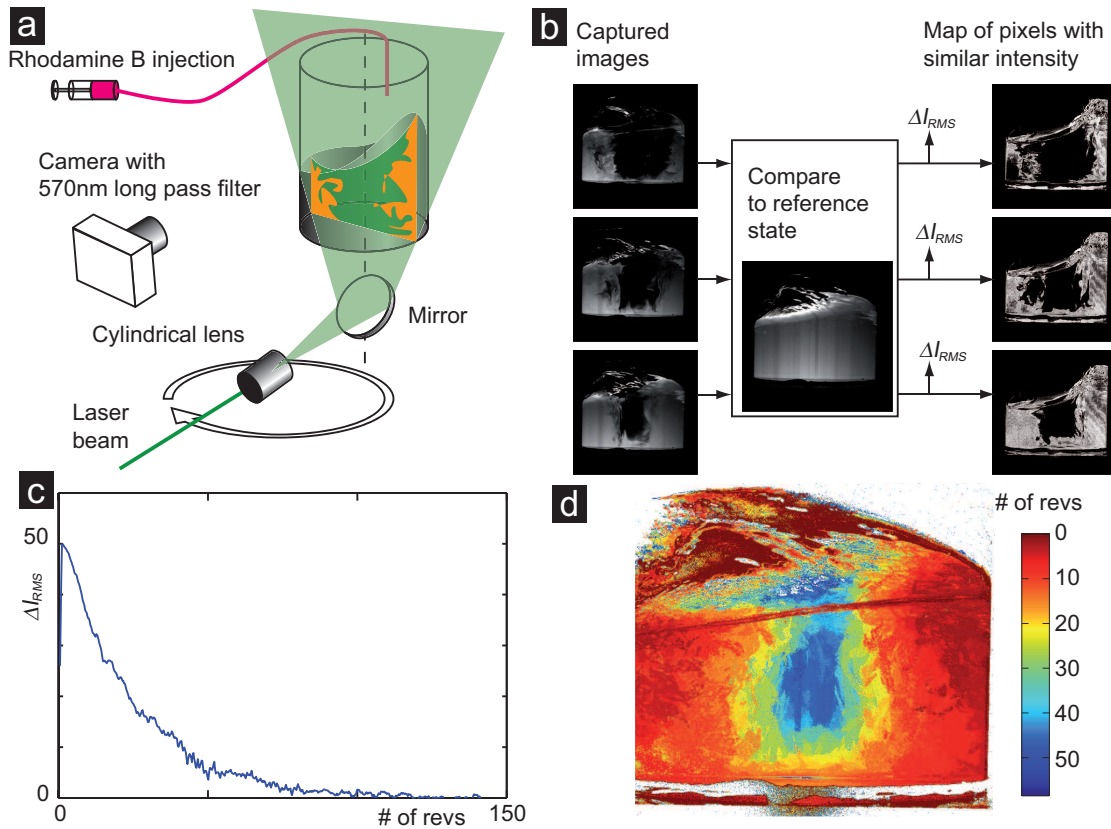 a
Rhodamine B injection
Camera with
570nm long pass filter
Cylindrical lens
Mirror
Laser
beam
b
Captured
images
Map of pixels with
similar intensity
ΔI_RMS
Compare
to reference
state
ΔI_RMS
ΔI_RMS
c
50
ΔI_RMS
0
0
# of revs
150
d
# of revs
0
10
20
30
40
50